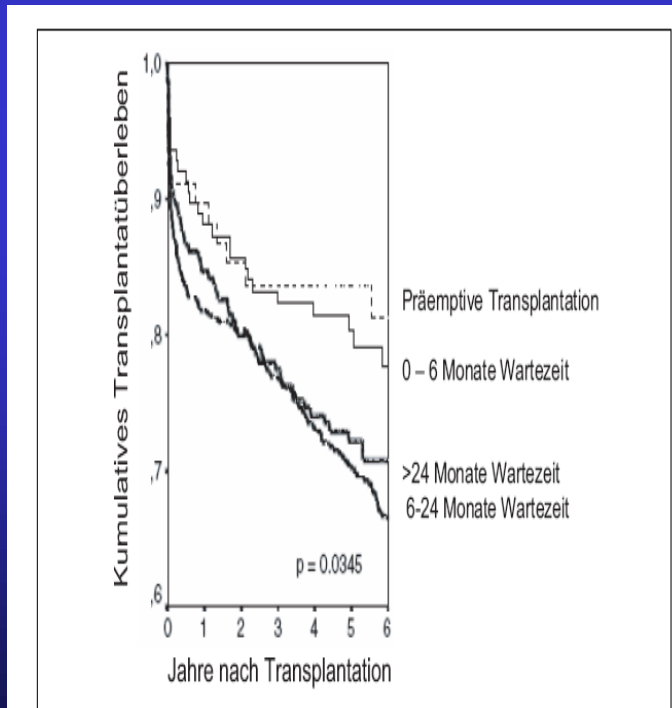 Kumulatives Transplantatüberleben
1,0
,9
,8
,7
,6
0 1 2 3 4 5 6
Jahre nach Transplantation
p = 0.0345
Präemptive Transplantation
0 – 6 Monate Wartezeit
>24 Monate Wartezeit
6-24 Monate Wartezeit